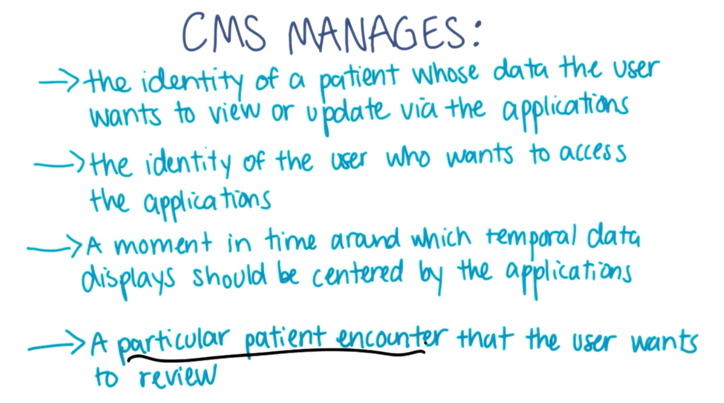 CMS MANAGES:
→ the identity of a patient whose data the user
wants to view or update via the applications
→ the identity of the user who wants to access
the applications
→ A moment in time around which temporal data
displays should be centered by the applications
→ A particular patient encounter that the user wants
to review